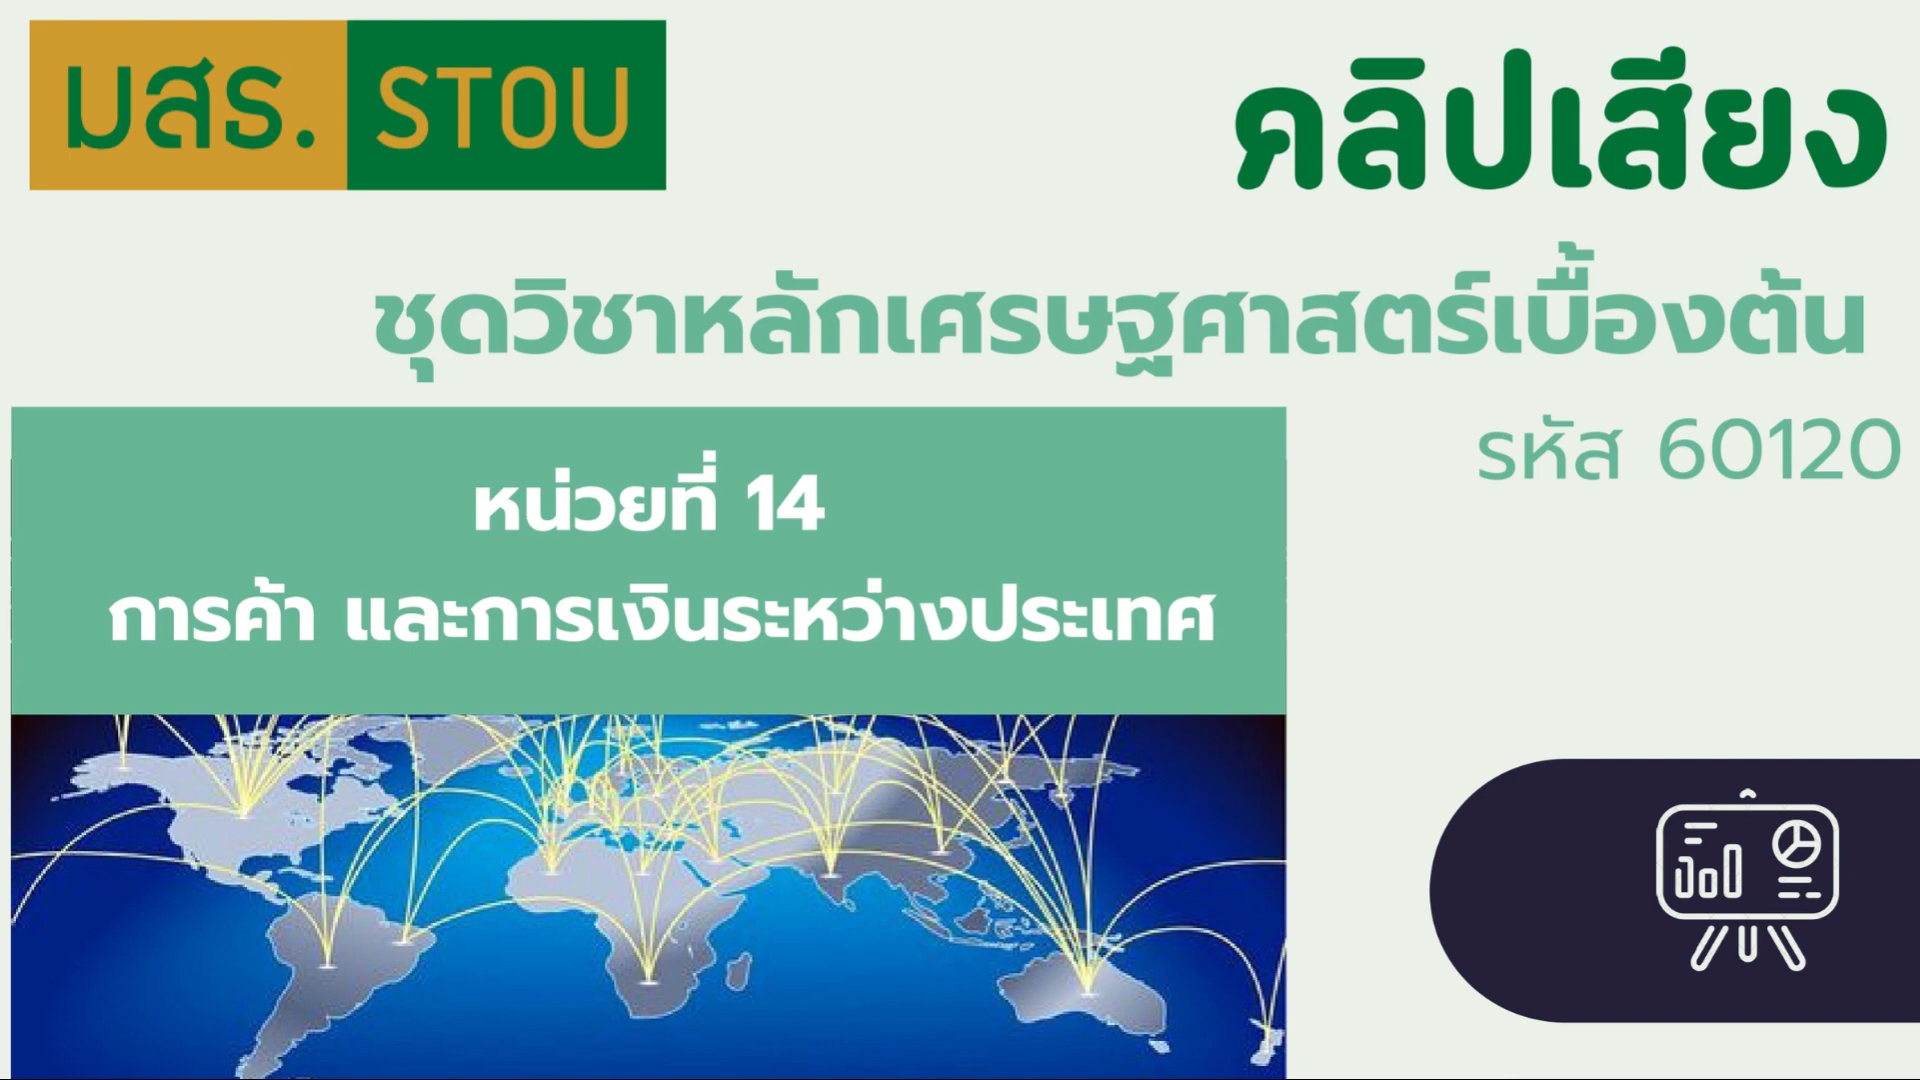 มสธ. STOU
คลิปเสียง
ชุดวิชาหลักเศรษฐศาสตร์เบื้องต้น
รหัส 60120
หน่วยที่ 14
การค้า และการเงินระหว่างประเทศ